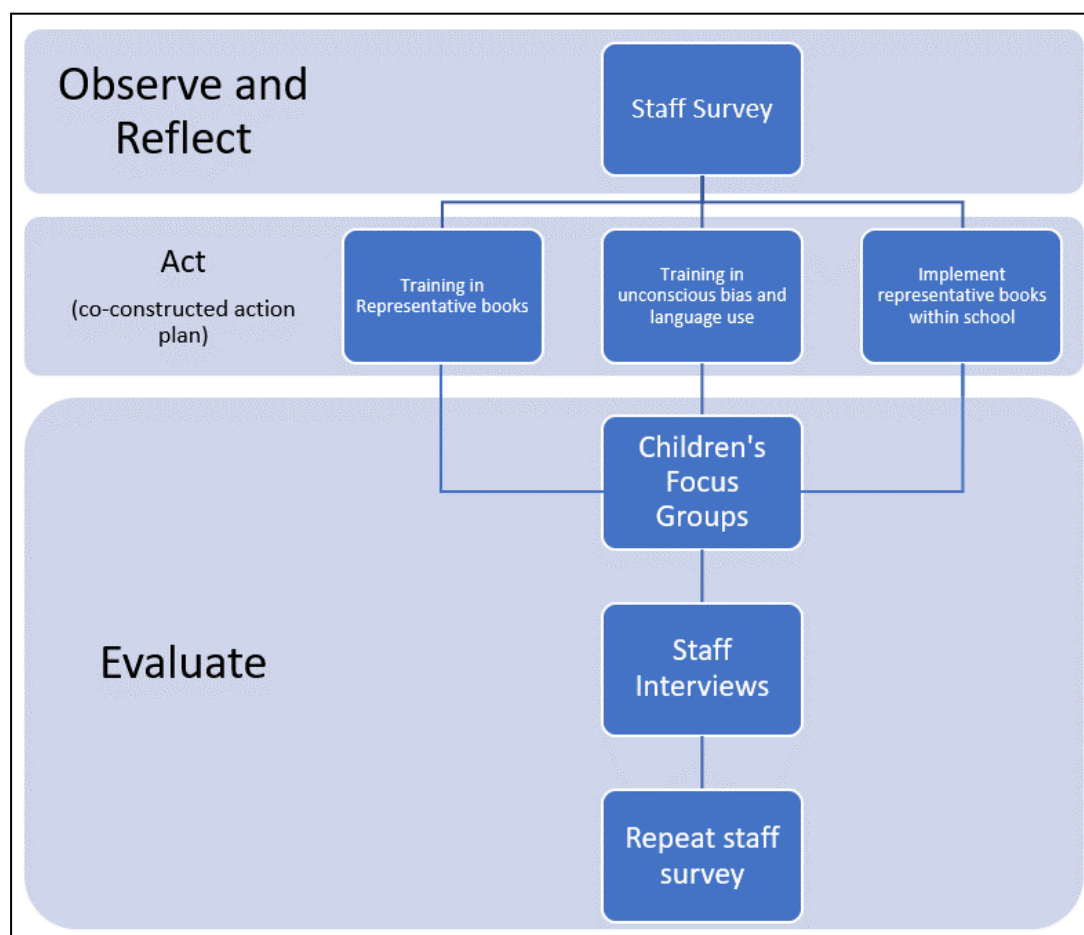 Observe and
Reflect
Staff Survey
Act
(co-constructed action
plan)
Training in
Representative books
Training in
unconscious bias and
language use
Implement
representative books
within school
Children's
Focus
Groups
Evaluate
Staff
Interviews
Repeat staff
survey